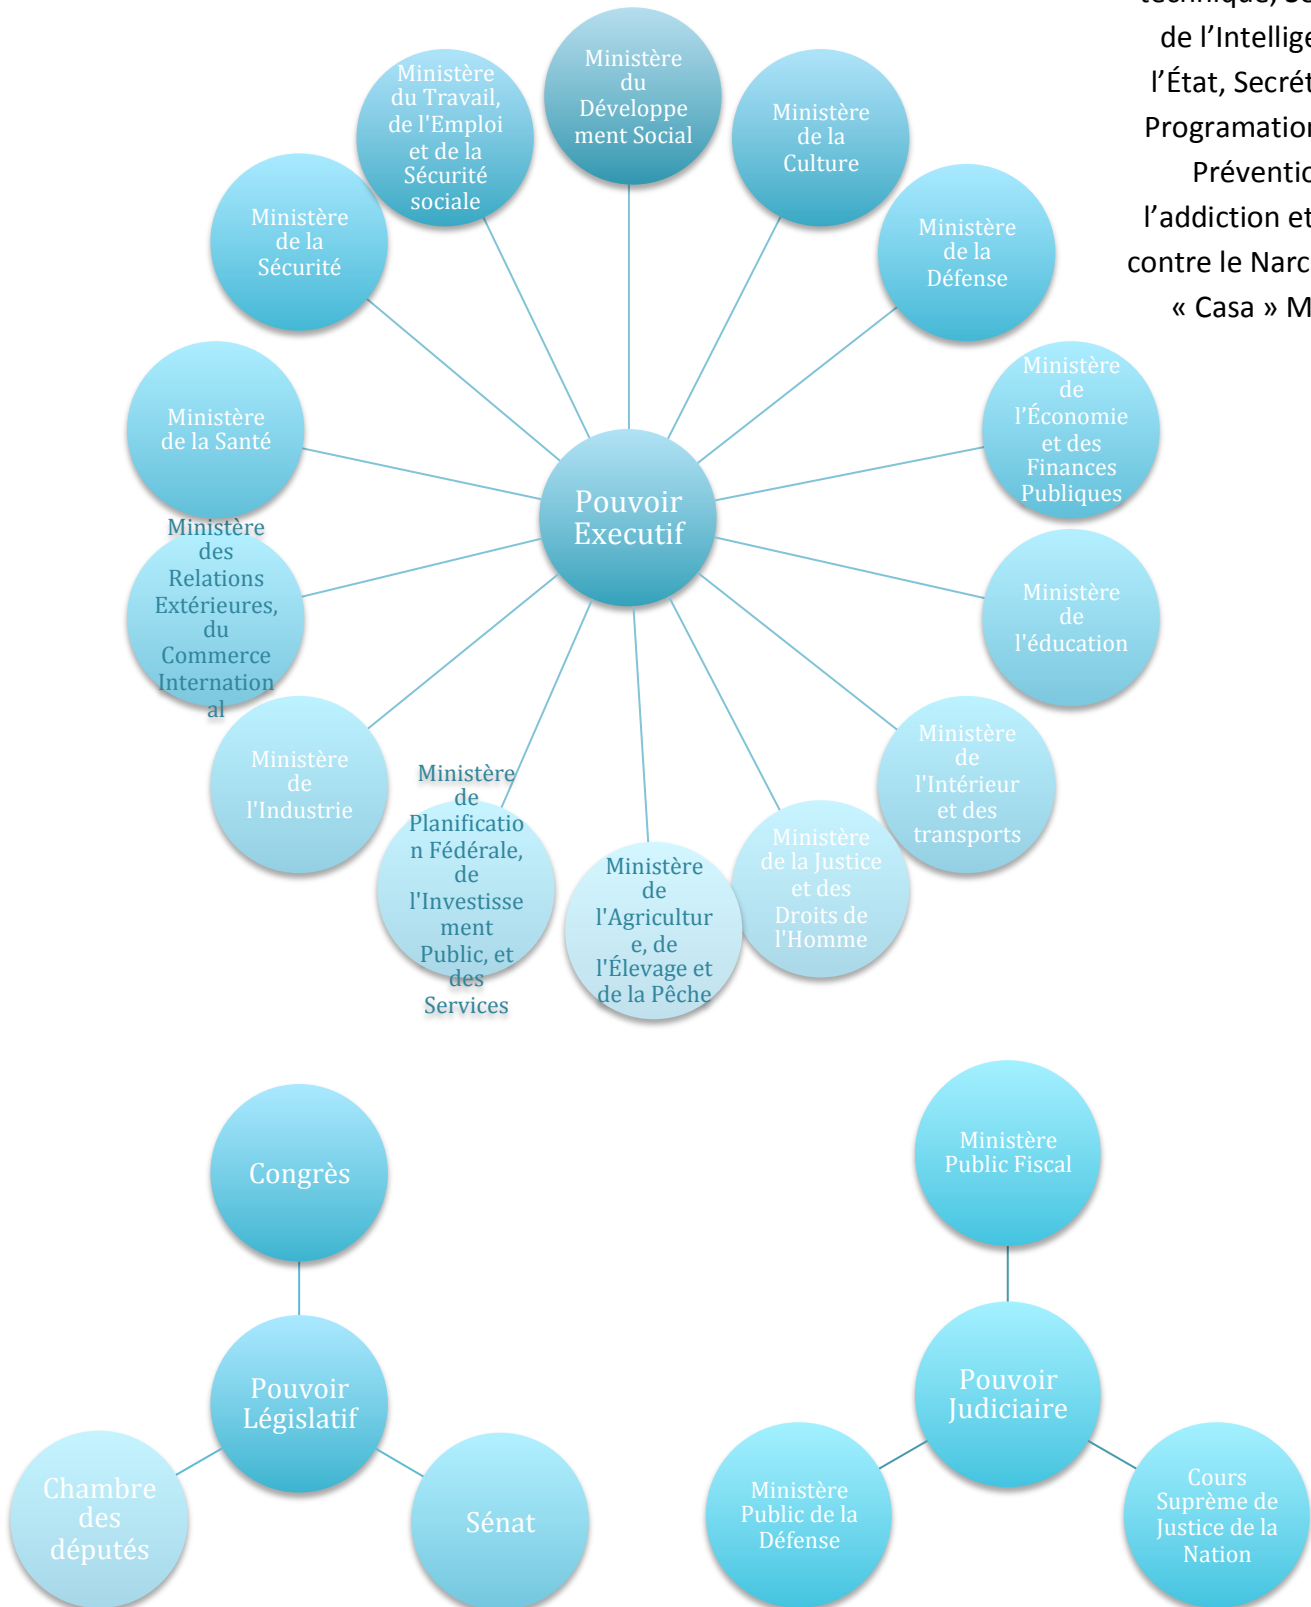 technique,
de l'Intellige
l'État, Secrét
Programation
Préventio
l'addiction et
contre le Narc
« Casa » M
Ministère
du
Développe
ment Social
Ministère
de la
Culture
Ministère
de la
Défense
Ministère
de
l'Économie
et des
Finances
Publiques
Ministère
de
l'éducation
Ministère
de
l'Intérieur
et des
transports
Ministère
de la Justice
et des
Droits de
l'Homme
Ministère
de
l'Agricultur
e, de
l'Élevage et
de la Pêche
Ministère
de
Planificatio
n Fédérale,
de
l'Investisse
ment
Public, et
des
Services
Ministère
de
l'Industrie
Ministère
des
Relations
Extérieures,
du
Commerce
Internation
al
Ministère
de la Santé
Ministère
de la
Sécurité
Ministère
du Travail,
de l'Emploi
et de la
Sécurité
sociale
Pouvoir
Executif
Congrès
Pouvoir
Législatif
Chambre
des
députés
Sénat
Ministère
Public Fiscal
Pouvoir
Judiciaire
Ministère
Public de la
Défense
Cours
Suprème de
Justice de la
Nation